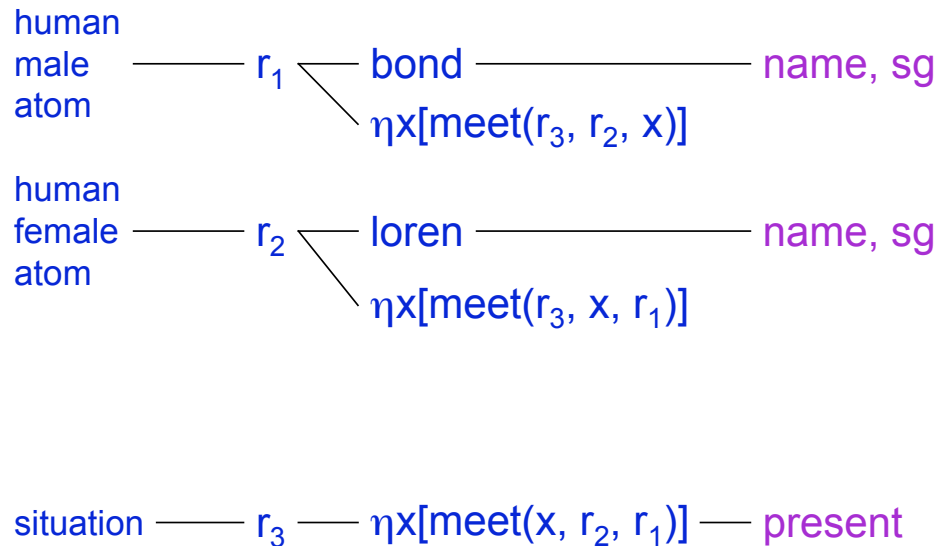 human
male
atom
r₁
bond
name, sg
ηx[meet(r₃, r₂, x)]
human
female
atom
r₂
loren
name, sg
ηx[meet(r₃, x, r₁)]
situation
r₃
ηx[meet(x, r₂, r₁)]
present